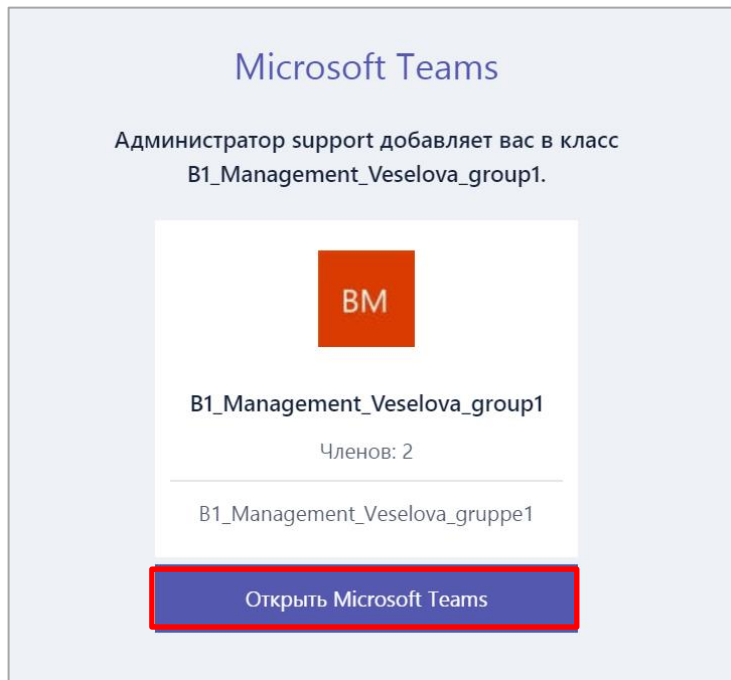 Microsoft Teams
Администратор support добавляет вас в класс
B1_Management_Veselova_group1.
BM
B1_Management_Veselova_group1
Членов: 2
B1_Management_Veselova_gruppe1
Открыть Microsoft Teams